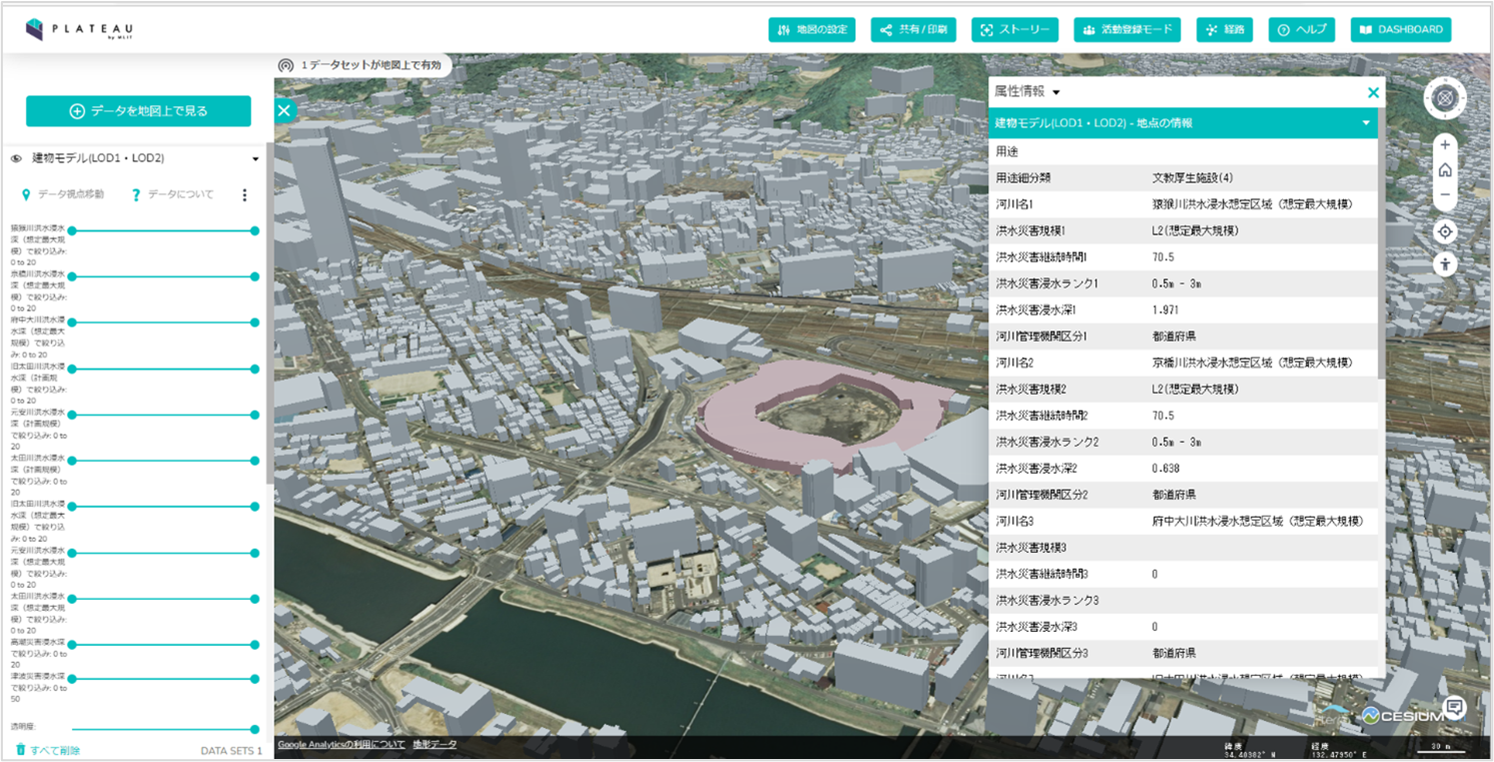 PLATEAU
by MLIT
地図の設定
共有/印刷
ストーリー
活動登録モード
経路
ヘルプ
DASHBOARD
1データセットが地図上で有効
データを地図上で見る
建物モデル(LOD1・LOD2)
データ視点移動
データについて
猿猴川洪水浸水
深（想定最大規
模）で絞り込み:
0 to 20
京橋川洪水浸水
深（想定最大規
模）で絞り込み:
0 to 20
府中大川洪水浸
水深（想定最大
規模）で絞り込
み: 0 to 20
旧太田川洪水浸
水深（計画規
模）で絞り込み:
0 to 20
元安川洪水浸水
深（計画規模）
で絞り込み: 0 to
20
太田川洪水浸水
深（計画規模）
で絞り込み: 0 to
20
旧太田川洪水浸
水深（想定最大
規模）で絞り込
み: 0 to 20
元安川洪水浸水
深（想定最大規
模）で絞り込み:
0 to 20
太田川洪水浸水
深（想定最大規
模）で絞り込み:
0 to 20
高潮災害浸水深
で絞り込み: 0 to
20
津波災害浸水深
で絞り込み: 0 to
50
透明度:
すべて削除
DATA SETS 1
属性情報
建物モデル(LOD1・LOD2) - 地点の情報
用途
用途細分類 文教厚生施設(4)
河川名1 猿猴川洪水浸水想定区域（想定最大規模）
洪水災害規模1 L2(想定最大規模)
洪水災害継続時間1 70.5
洪水災害浸水ランク1 0.5m - 3m
洪水災害浸水深1 1.971
河川管理機関区分1 都道府県
河川名2 京橋川洪水浸水想定区域（想定最大規模）
洪水災害規模2 L2(想定最大規模)
洪水災害継続時間2 70.5
洪水災害浸水ランク2 0.5m - 3m
洪水災害浸水深2 0.638
河川管理機関区分2 都道府県
河川名3 府中大川洪水浸水想定区域（想定最大規模）
洪水災害規模3
洪水災害継続時間3 0
洪水災害浸水ランク3
洪水災害浸水深3 0
河川管理機関区分3 都道府県
CESIUM
Google Analyticsの利用について 地形データ
緯度
34.40302° N
経度
132.47950° E
30 m